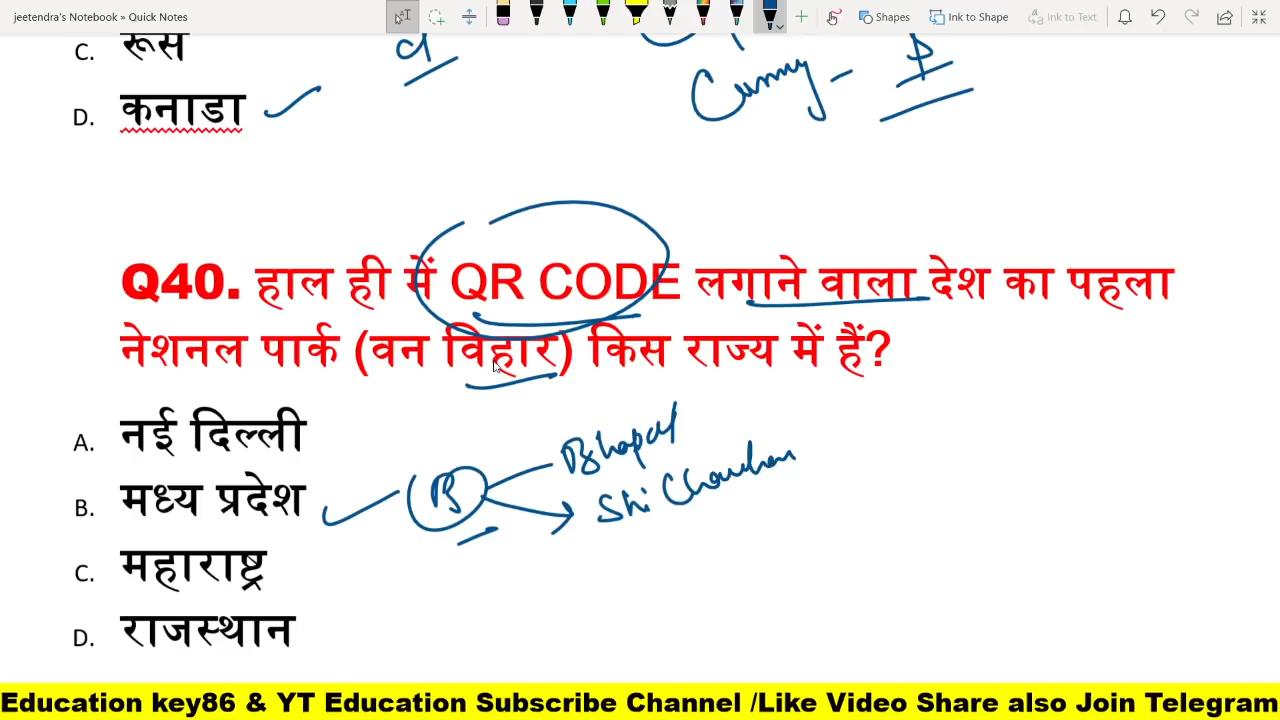 jeetendra's Notebook » Quick Notes
Shapes Ink to Shape Ink to Text
C. रूस
D. कनाडा
Q40. हाल ही में QR CODE लगाने वाला देश का पहला
नेशनल पार्क (वन विहार) किस राज्य में हैं?
A. नई दिल्ली
Bhopal
B. मध्य प्रदेश B
Chauhan
C. महाराष्ट्र
D. राजस्थान
Education key86 & YT Education Subscribe Channel /Like Video Share also Join Telegram